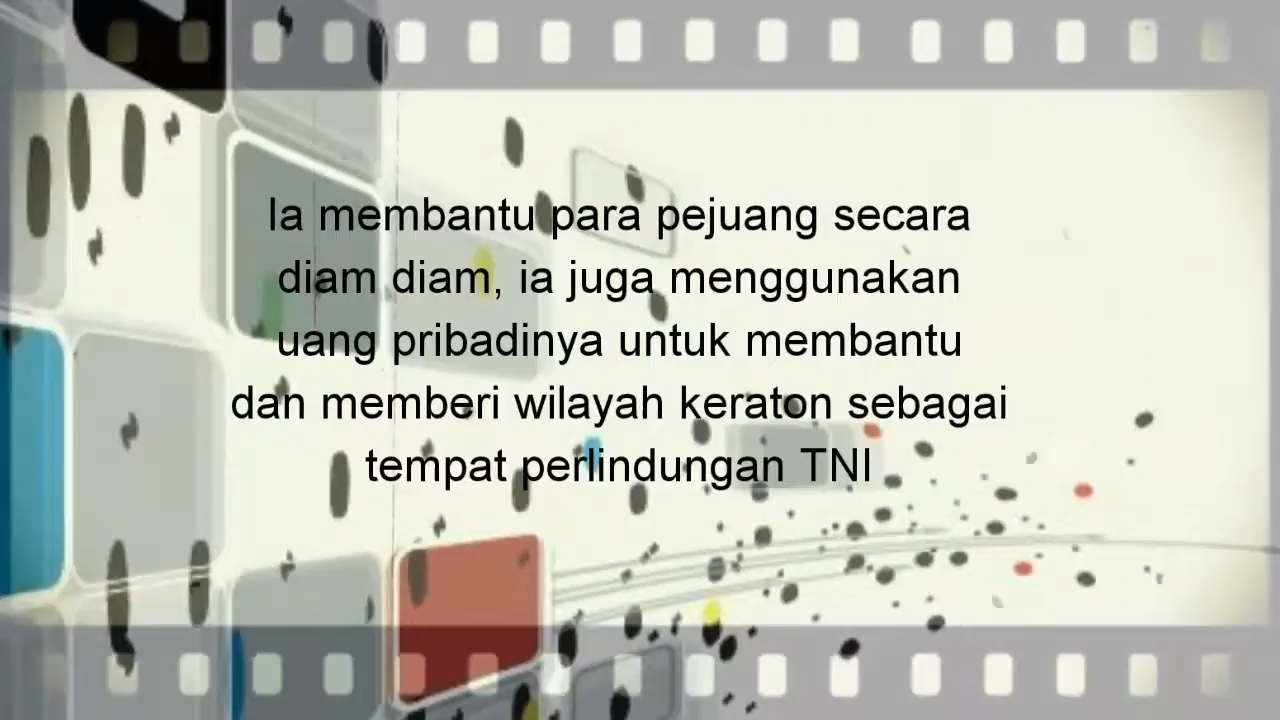 Ia membantu para pejuang secara
diam diam, ia juga menggunakan
uang pribadinya untuk membantu
dan memberi wilayah keraton sebagai
tempat perlindungan TNI